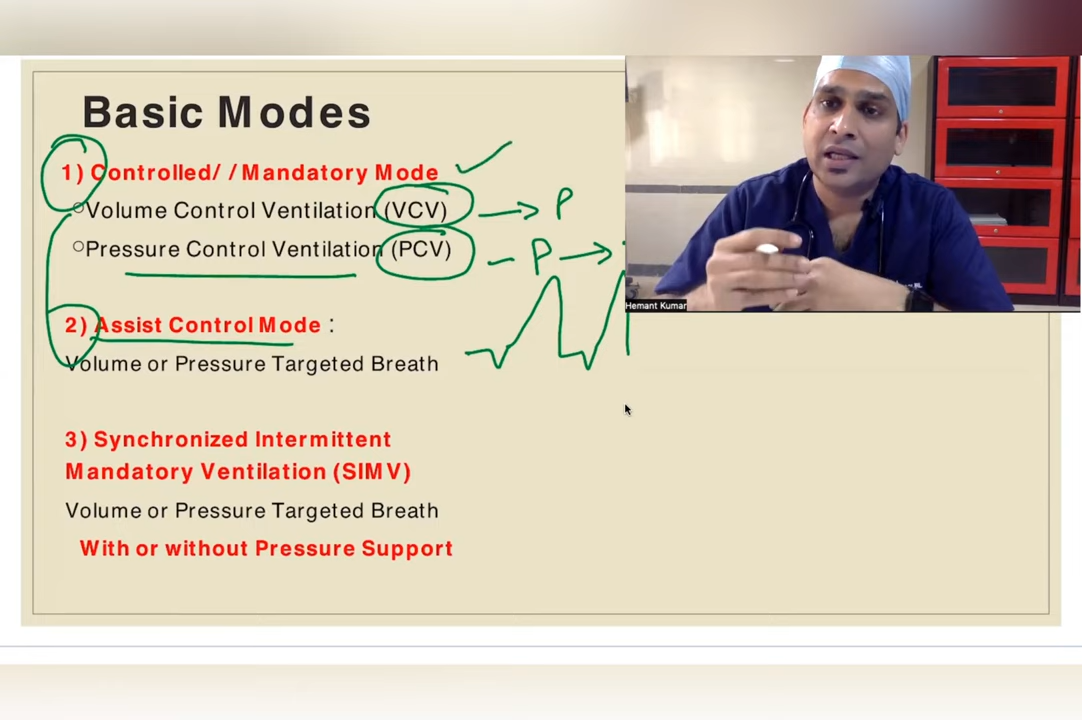 Basic Modes
1) Controlled/ / Mandatory Mode
Volume Control Ventilation (VCV) → P
Pressure Control Ventilation (PCV) - P →
2) Assist Control Mode :
Volume or Pressure Targeted Breath
3) Synchronized Intermittent
Mandatory Ventilation (SIMV)
Volume or Pressure Targeted Breath
With or without Pressure Support
Hemant Kumar